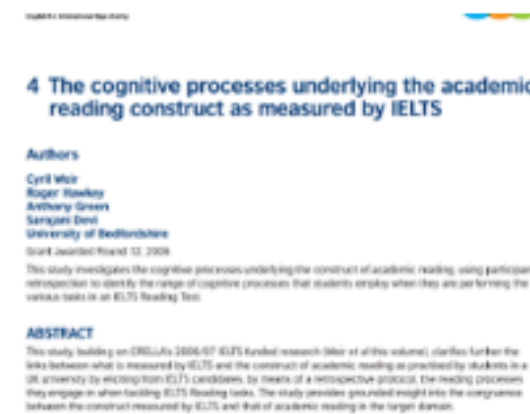 4 The cognitive processes underlying the academic
reading construct as measured by IELTS
Authors
Cyril Weir
Roger Hawkey
Anthony Green
Sarojani Devi
University of Bedfordshire
Grant awarded Round 12, 2006
This study investigates the cognitive processes underlying the construct of academic reading, using participant
retrospection to identify the range of cognitive processes that students employ when they are performing the
various tasks in an IELTS Reading Test.
ABSTRACT
This study, building on CRELLA's 2006/07 IELTS funded research (Weir et al this volume), clarifies further the
links between what is measured by IELTS and the construct of academic reading as practised by students in a
UK university by eliciting from IELTS candidates, by means of a retrospective protocol, the reading processes
they engage in when tackling IELTS Reading tasks. The study provides grounded insight into the congruence
between the construct measured by IELTS and that of academic reading in the target domain.